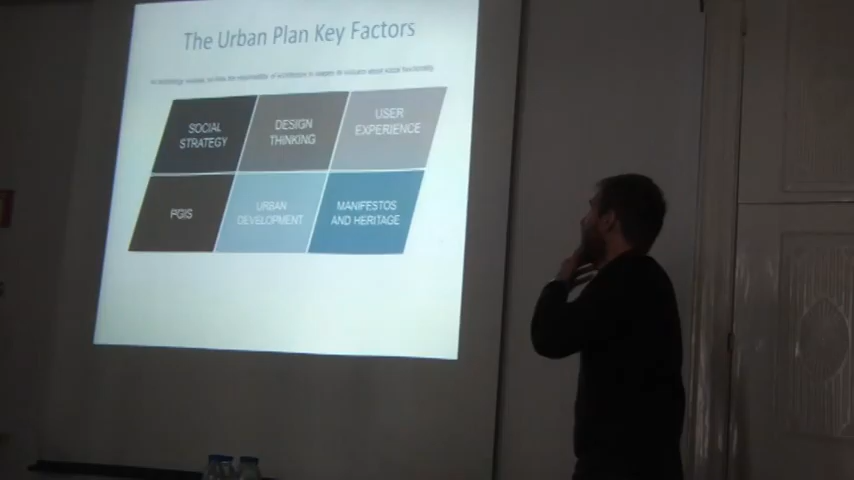 The Urban Plan Key Factors
SOCIAL
STRATEGY
DESIGN
THINKING
USER
EXPERIENCE
PGIS
URBAN
DEVELOPMENT
MANIFESTOS
AND HERITAGE